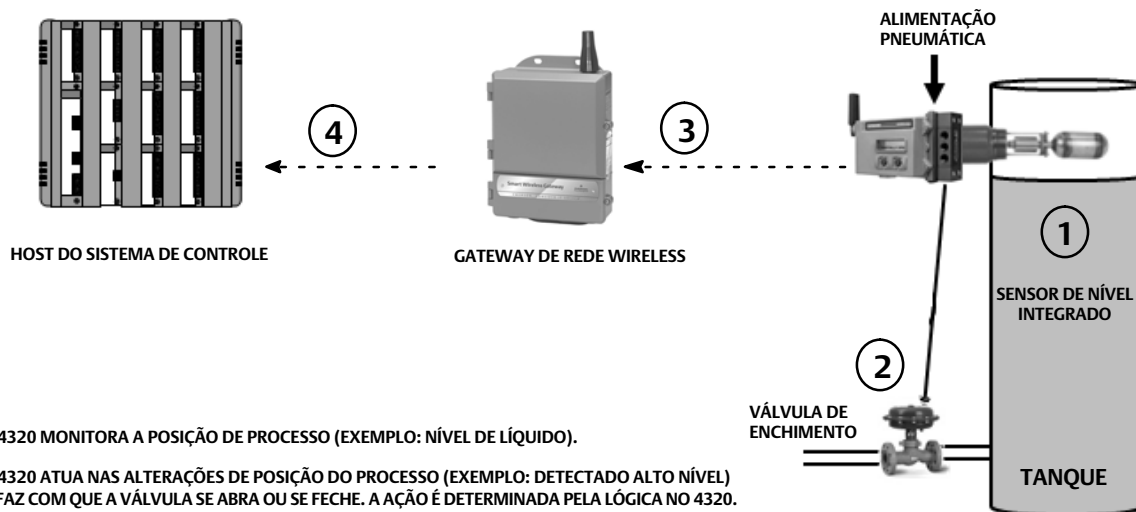 ALIMENTAÇÃO
PNEUMÁTICA
4
3
1
HOST DO SISTEMA DE CONTROLE
Smart Wireless Gateway
GATEWAY DE REDE WIRELESS
SENSOR DE NÍVEL
INTEGRADO
2
VÁLVULA DE
ENCHIMENTO
TANQUE
4320 MONITORA A POSIÇÃO DE PROCESSO (EXEMPLO: NÍVEL DE LÍQUIDO).
4320 ATUA NAS ALTERAÇÕES DE POSIÇÃO DO PROCESSO (EXEMPLO: DETECTADO ALTO NÍVEL)
FAZ COM QUE A VÁLVULA SE ABRA OU SE FECHE. A AÇÃO É DETERMINADA PELA LÓGICA NO 4320.